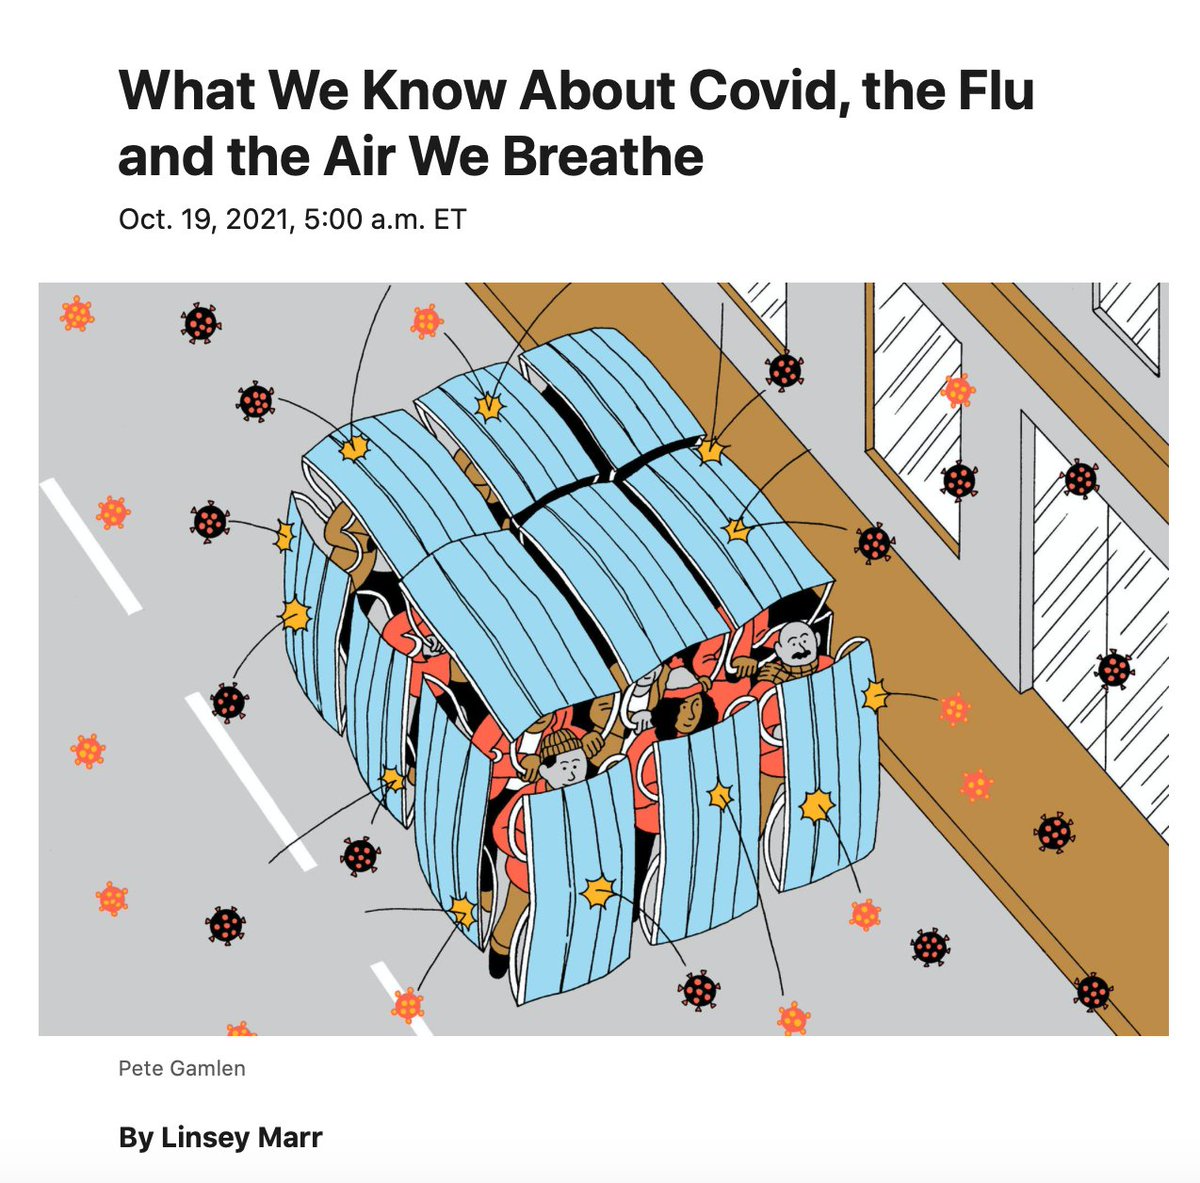 What We Know About Covid, the Flu
and the Air We Breathe
Oct. 19, 2021, 5:00 a.m. ET
Pete Gamlen
By Linsey Marr